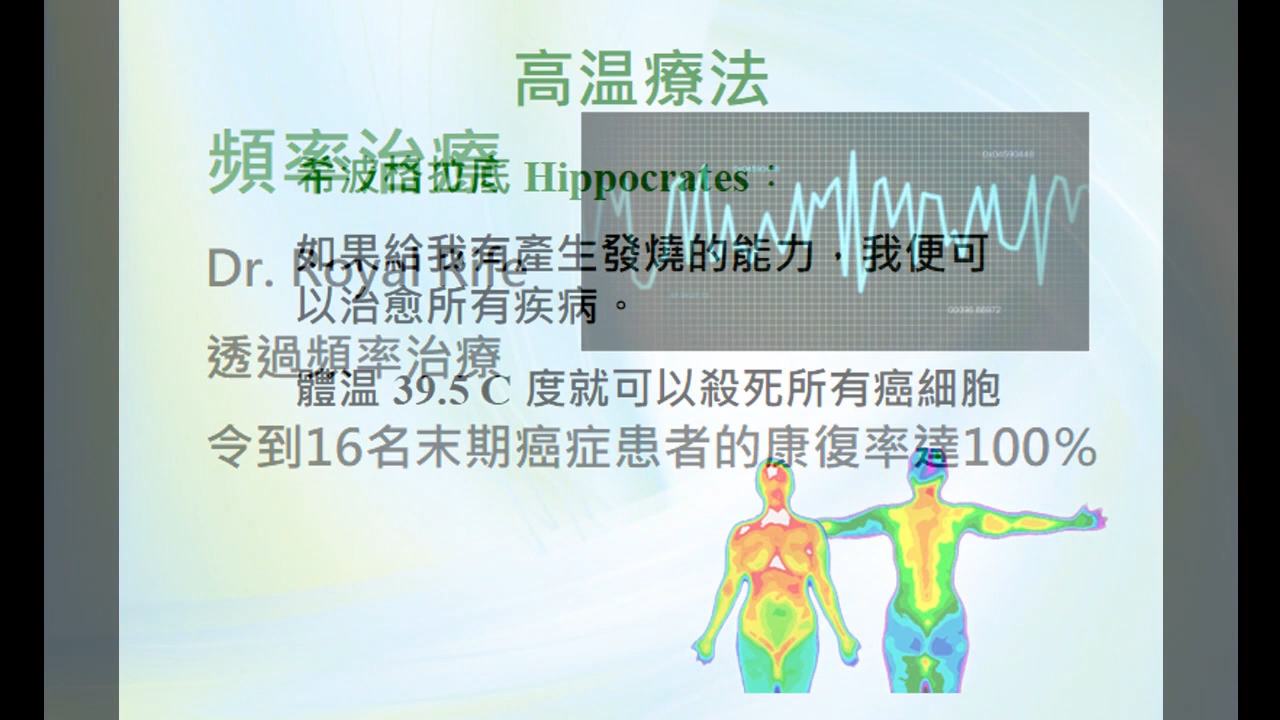 高温療法
頻率治療
希波格拉底 Hippocrates：
如果給我有產生發燒的能力，我便可
Dr. Royal Rife
以治愈所有疾病。
透過頻率治療
體温 39.5 C 度就可以殺死所有癌細胞
令到16名末期癌症患者的康復率達100%